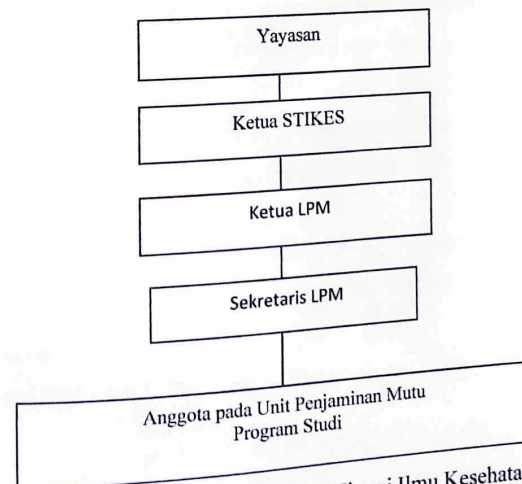 Yayasan
Ketua STIKES
Ketua LPM
Sekretaris LPM
Anggota pada Unit Penjaminan Mutu
Program Studi
Ilmu Kesehata